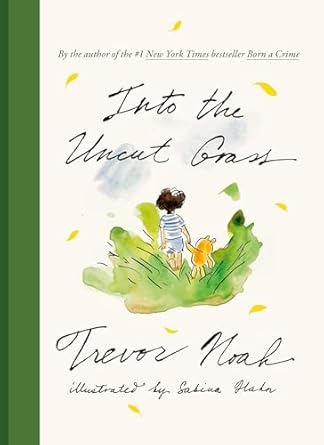 By the author of the #1 New York Times bestseller Born a Crime
Into the
Uncut Grass
Trevor Noah
illustrated by Sabina Hahn